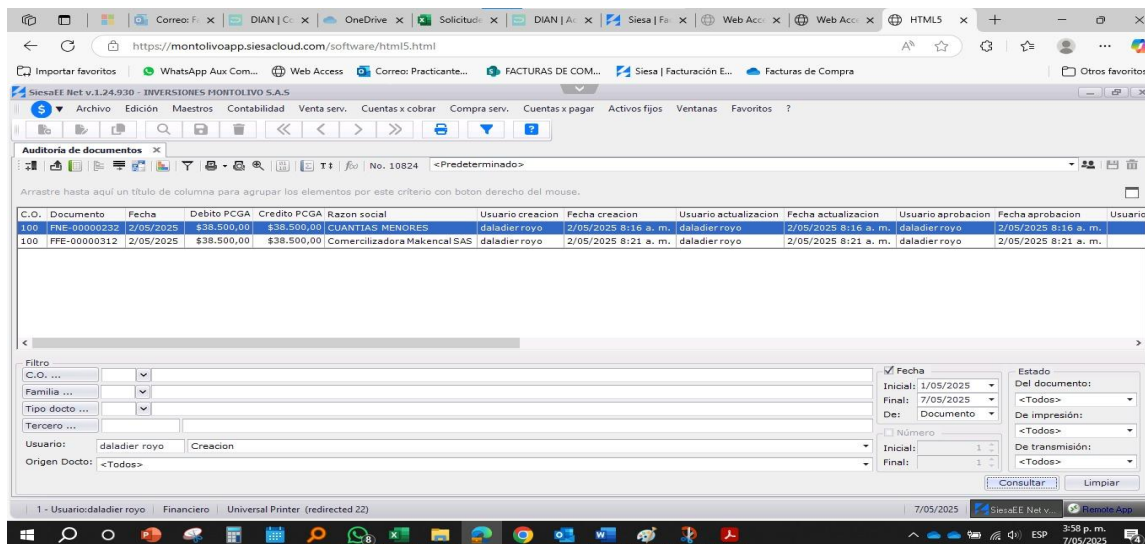 Correo: F
DIAN | C
OneDrive
Solicitud
DIAN | A
Siesa | Fa
Web Acc
Web Acc
HTML5
https://montolivoapp.siesacloud.com/software/html5.html
Importar favoritos WhatsApp Aux Com... Web Access Correo: Practicante... FACTURAS DE COM... Siesa | Facturación E... Facturas de Compra Otros favoritos
SiesaEE Net v.1.24.930 - INVERSIONES MONTOLIVO S.A.S
Archivo Edición Maestros Contabilidad Venta serv. Cuentas x cobrar Compra serv. Cuentas x pagar Activos fijos Ventanas Favoritos ?
Auditoría de documentos
No. 10824 <Predeterminado>
Arrastre hasta aquí un título de columna para agrupar los elementos por este criterio con boton derecho del mouse.
C.O. Documento Fecha Debito PCGA Credito PCGA Razon social Usuario creacion Fecha creacion Usuario actualizacion Fecha actualizacion Usuario aprobacion Fecha aprobacion Usuario
100 FNE-00000232 2/05/2025 $38.500,00 $38.500,00 CUANTIAS MENORES daladier royo 2/05/2025 8:16 a. m. daladier royo 2/05/2025 8:16 a. m. daladier royo 2/05/2025 8:16 a. m.
100 FFE-00000312 2/05/2025 $38.500,00 $38.500,00 Comercilizadora Makencal SAS daladier royo 2/05/2025 8:21 a. m. daladier royo 2/05/2025 8:21 a. m. daladier royo 2/05/2025 8:21 a. m.
Filtro
C.O. ...
Familia ...
Tipo docto ...
Tercero ...
Usuario: daladier royo Creacion
Origen Docto: <Todos>
Fecha
Inicial: 1/05/2025
Final: 7/05/2025
De: Documento
Número
Inicial: 1
Final: 1
Estado
Del documento:
<Todos>
De impresión:
<Todos>
De transmisión:
<Todos>
Consultar Limpiar
1 - Usuario:daladier royo Financiero Universal Printer (redirected 22) 7/05/2025 SiesaEE Net v... Remote App
ESP 3:58 p. m.
7/05/2025